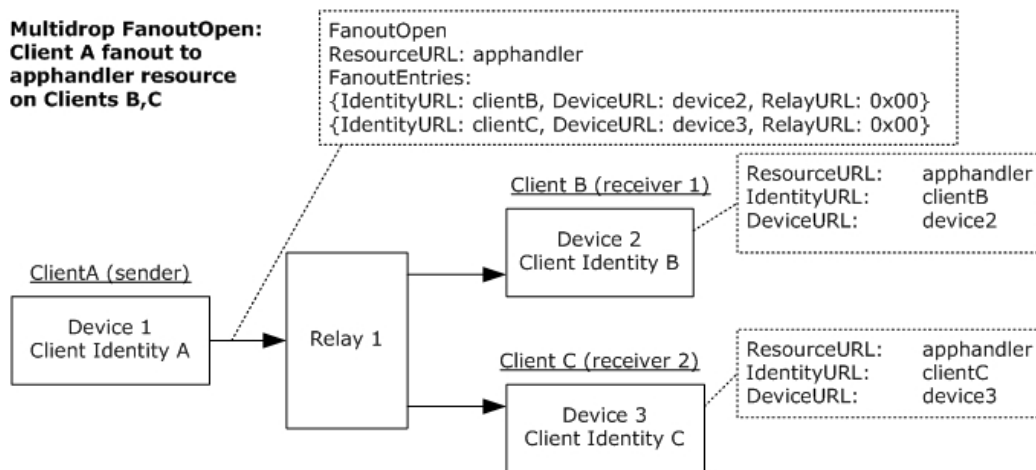 Multidrop FanoutOpen:
Client A fanout to
apphandler resource
on Clients B,C
FanoutOpen
ResourceURL: apphandler
FanoutEntries:
{IdentityURL: clientB, DeviceURL: device2, RelayURL: 0x00}
{IdentityURL: clientC, DeviceURL: device3, RelayURL: 0x00}
ClientA (sender)
Device 1
Client Identity A
Relay 1
Client B (receiver 1)
Device 2
Client Identity B
ResourceURL: apphandler
IdentityURL: clientB
DeviceURL: device2
Client C (receiver 2)
Device 3
Client Identity C
ResourceURL: apphandler
IdentityURL: clientC
DeviceURL: device3